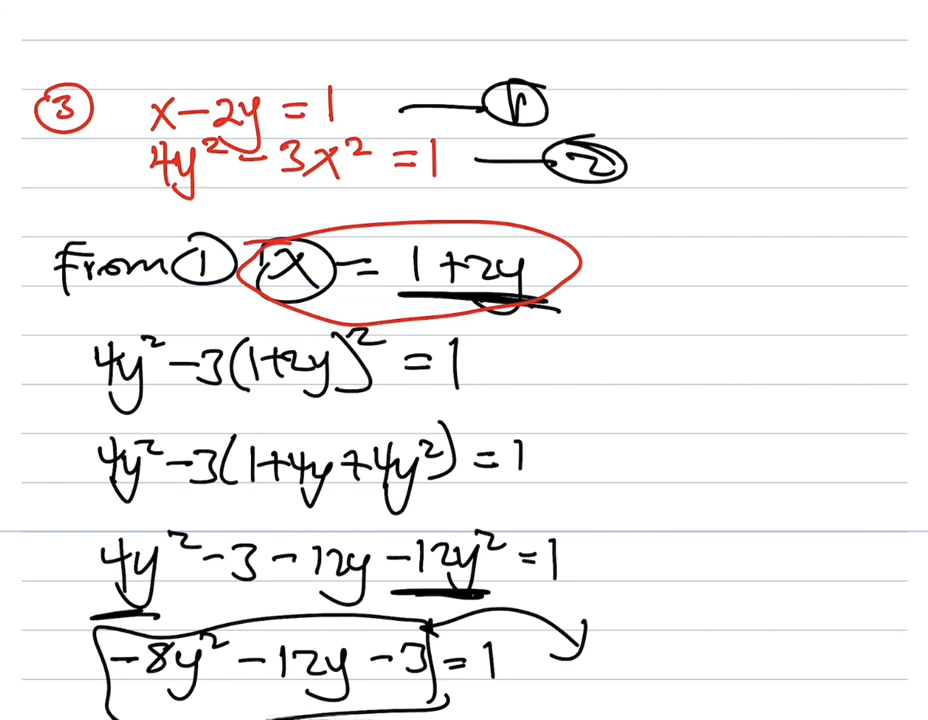 ③ x - 2y = 1 — ①
4y² - 3x² = 1 — ②
From ① x = 1 + 2y
4y² - 3(1+2y)² = 1
4y² - 3(1+4y+4y²) = 1
4y² - 3 - 12y - 12y² = 1
-8y² - 12y - 3 = 1